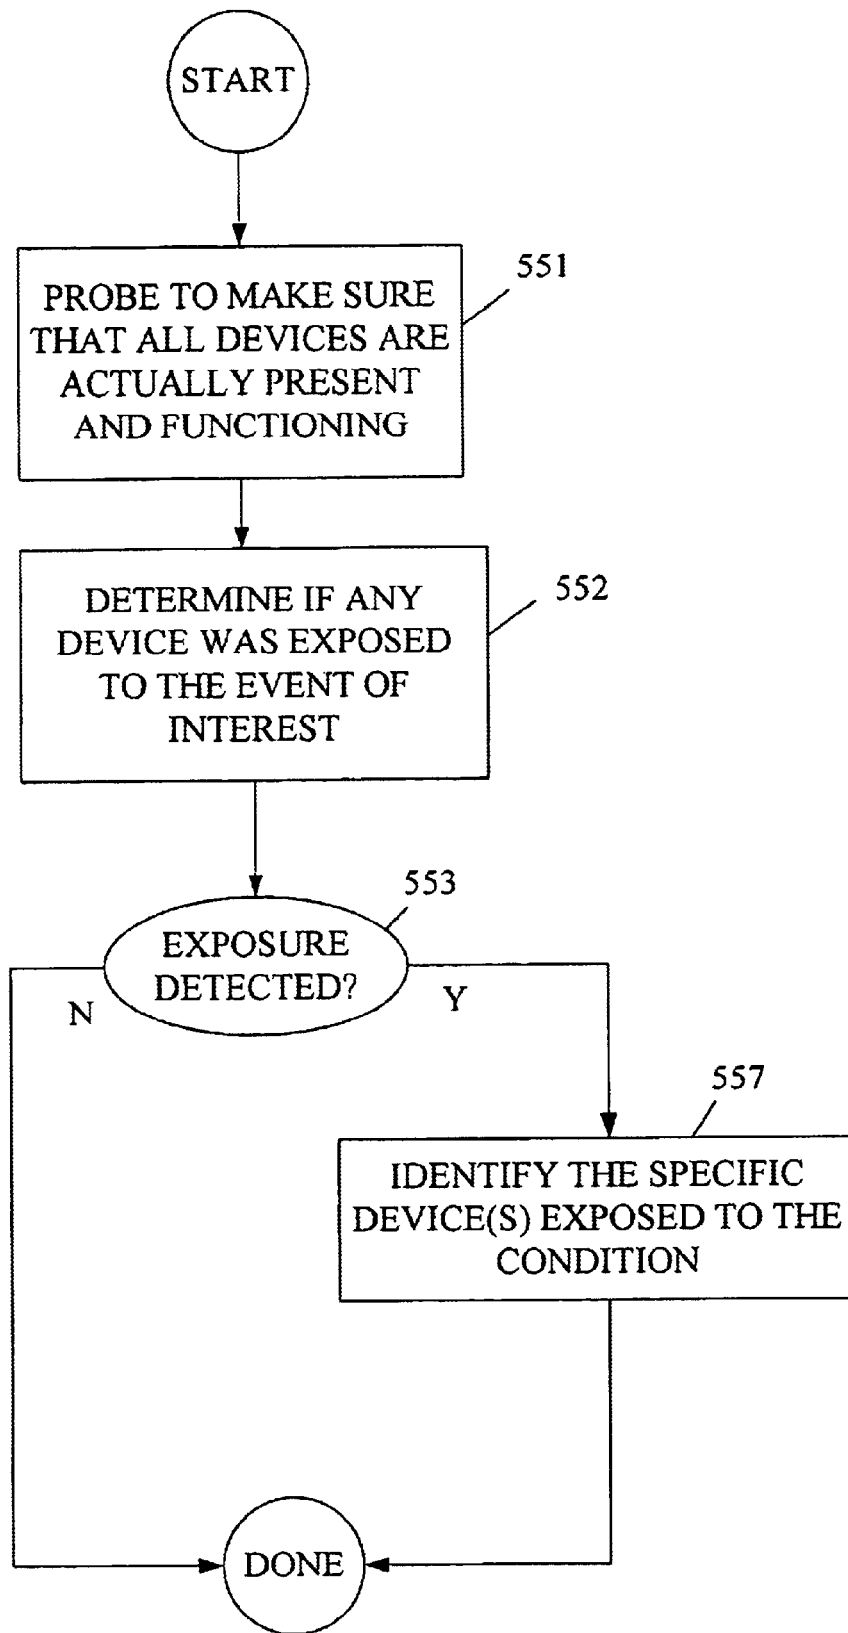 START
551
PROBE TO MAKE SURE
THAT ALL DEVICES ARE
ACTUALLY PRESENT
AND FUNCTIONING
552
DETERMINE IF ANY
DEVICE WAS EXPOSED
TO THE EVENT OF
INTEREST
553
EXPOSURE
DETECTED?
N
Y
557
IDENTIFY THE SPECIFIC
DEVICE(S) EXPOSED TO THE
CONDITION
DONE